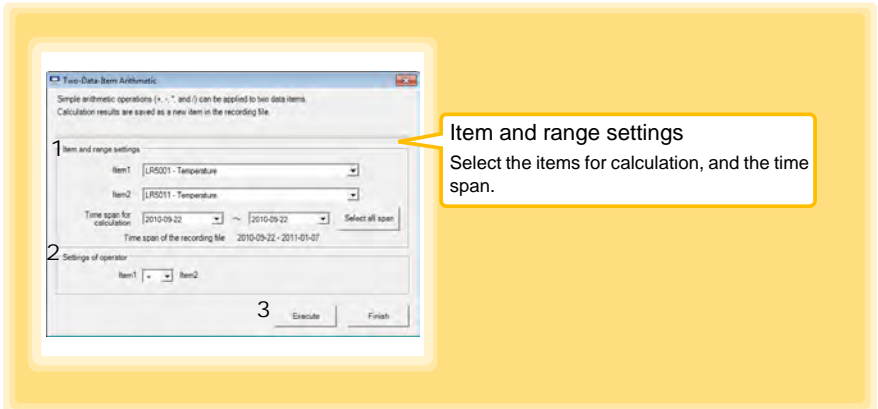 Two-Data-Item Arithmetic
Simple arithmetic operations (+, -, *, and /) can be applied to two data items.
Calculation results are saved as a new item in the recording file.
1
Item and range settings
Item1 LR5001 - Temperature
Item2 LR5011 - Temperature
Time span for
calculation 2010-09-22 ~ 2010-09-22 Select all span
Time span of the recording file 2010-09-22 - 2011-01-07
2
Settings of operator
Item1 Item2
3
Execute Finish
Item and range settings
Select the items for calculation, and the time
span.